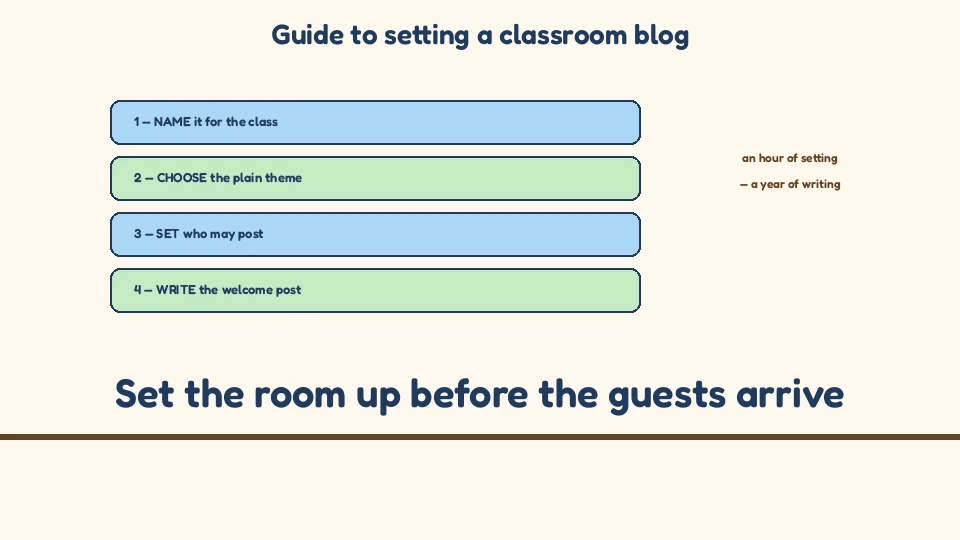 Guide to setting a classroom blog
1 – NAME it for the class
2 – CHOOSE the plain theme
3 – SET who may post
4 – WRITE the welcome post
an hour of setting
– a year of writing
Set the room up before the guests arrive